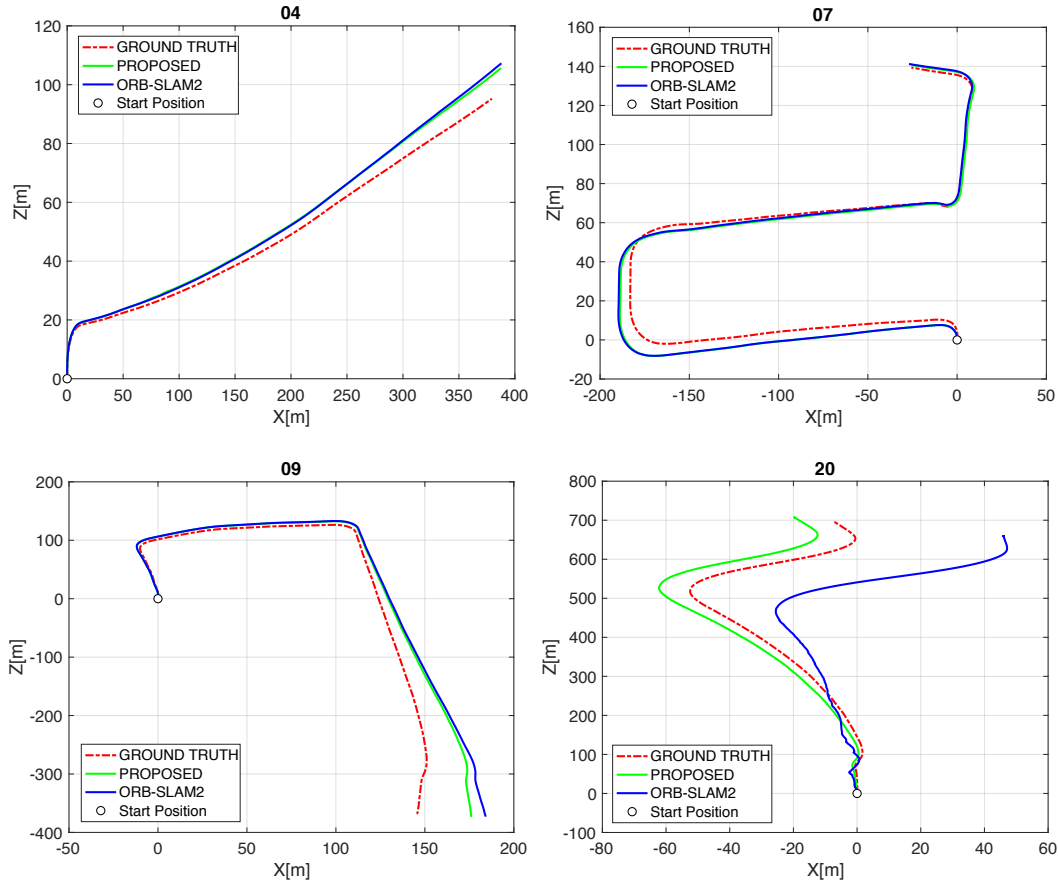 04
120
100
80
60
40
20
0
Z[m]
GROUND TRUTH
PROPOSED
ORB-SLAM2
Start Position
0 50 100 150 200 250 300 350 400
X[m]
07
160
140
120
100
80
60
40
20
0
-20
Z[m]
GROUND TRUTH
PROPOSED
ORB-SLAM2
Start Position
-200 -150 -100 -50 0 50
X[m]
09
200
100
0
-100
-200
-300
-400
Z[m]
GROUND TRUTH
PROPOSED
ORB-SLAM2
Start Position
-50 0 50 100 150 200
X[m]
20
800
700
600
500
400
300
200
100
0
-100
Z[m]
GROUND TRUTH
PROPOSED
ORB-SLAM2
Start Position
-80 -60 -40 -20 0 20 40 60
X[m]